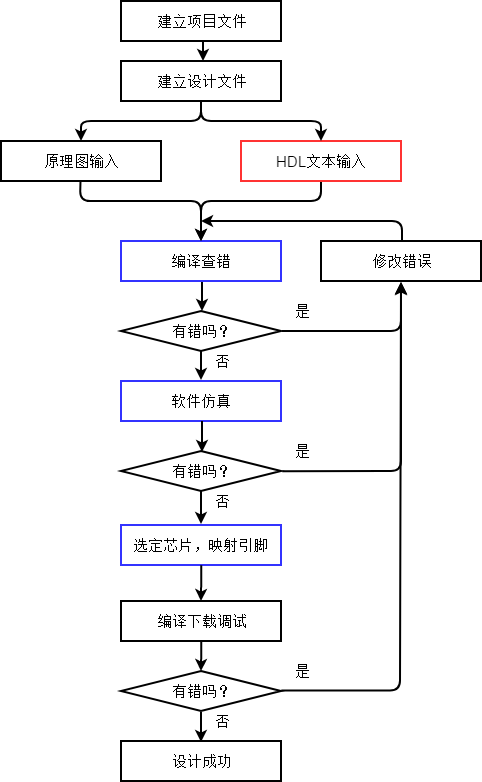 建立项目文件
建立设计文件
原理图输入
HDL文本输入
编译查错
修改错误
有错吗？
是
否
软件仿真
有错吗？
是
否
选定芯片，映射引脚
编译下载调试
有错吗？
是
否
设计成功